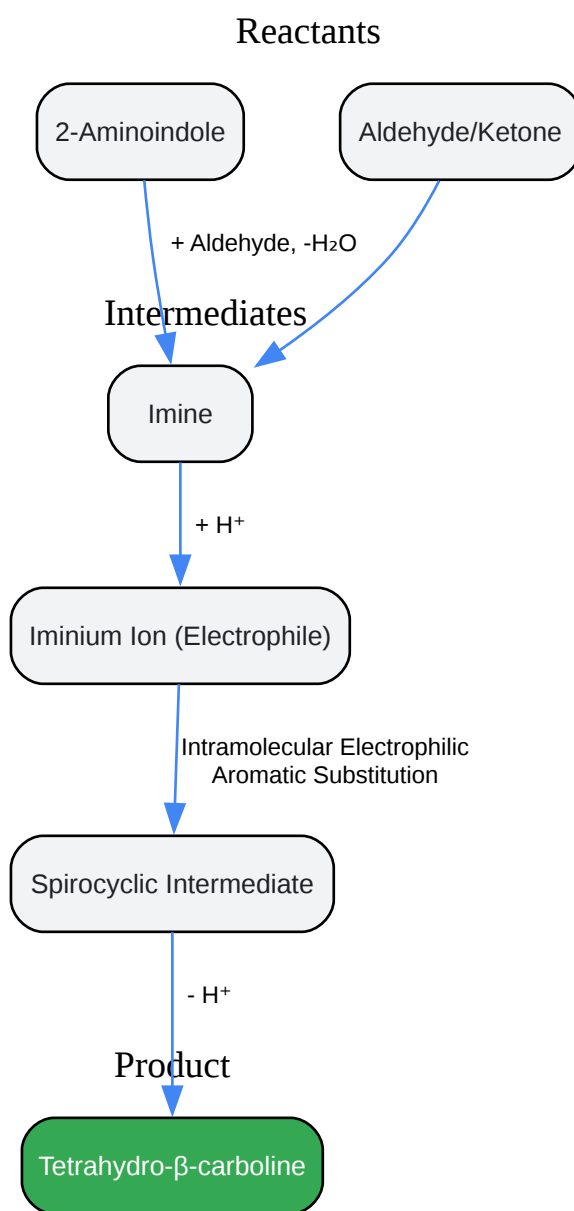 Reactants
2-Aminoindole
Aldehyde/Ketone
+ Aldehyde, -H₂O
Intermediates
Imine
+ H⁺
Iminium Ion (Electrophile)
Intramolecular Electrophilic
Aromatic Substitution
Spirocyclic Intermediate
- H⁺
Product
Tetrahydro-β-carboline